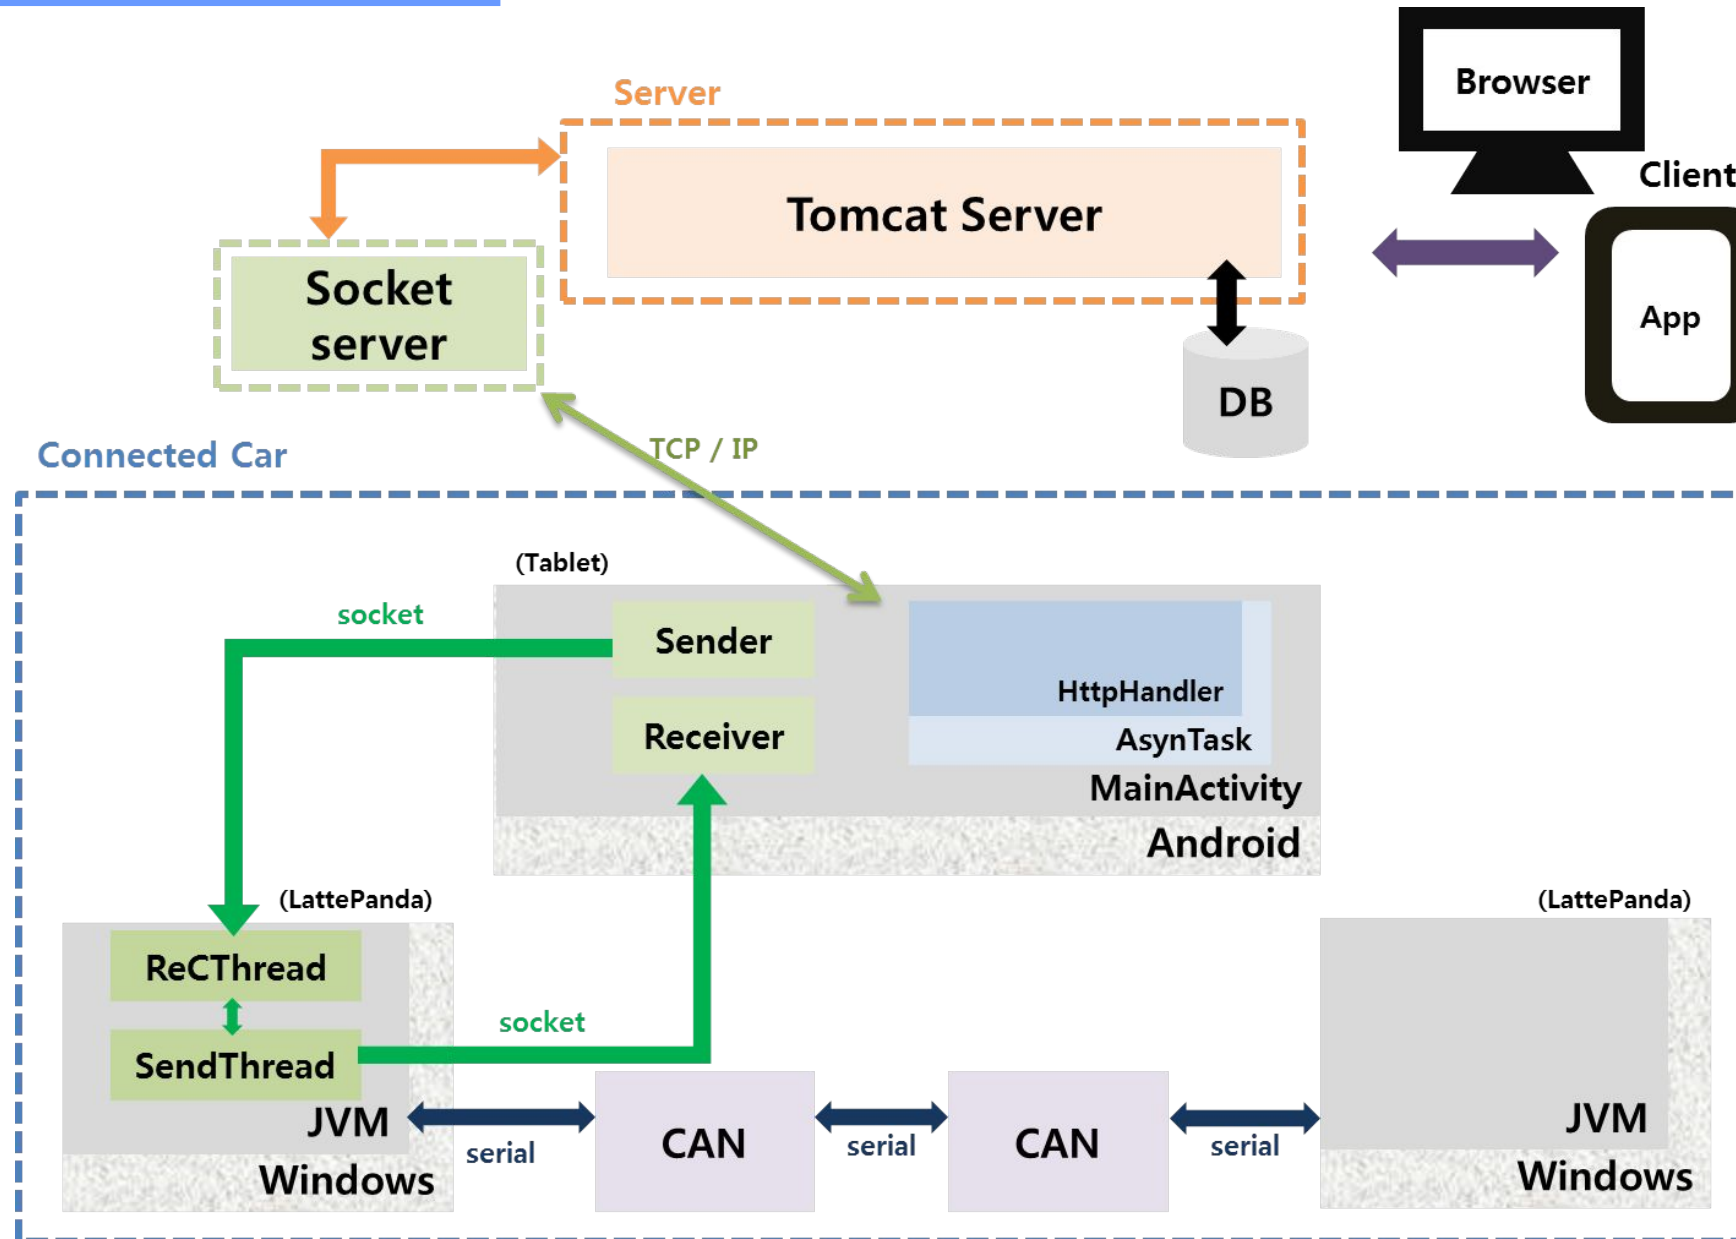 Browser
Server
Client
Tomcat Server
Socket
server
App
DB
TCP / IP
Connected Car
(Tablet)
socket
Sender
HttpHandler
Receiver
AsynTask
MainActivity
Android
(LattePanda)
(LattePanda)
ReCThread
socket
SendThread
JVM
serial
CAN
serial
CAN
serial
JVM
Windows
Windows